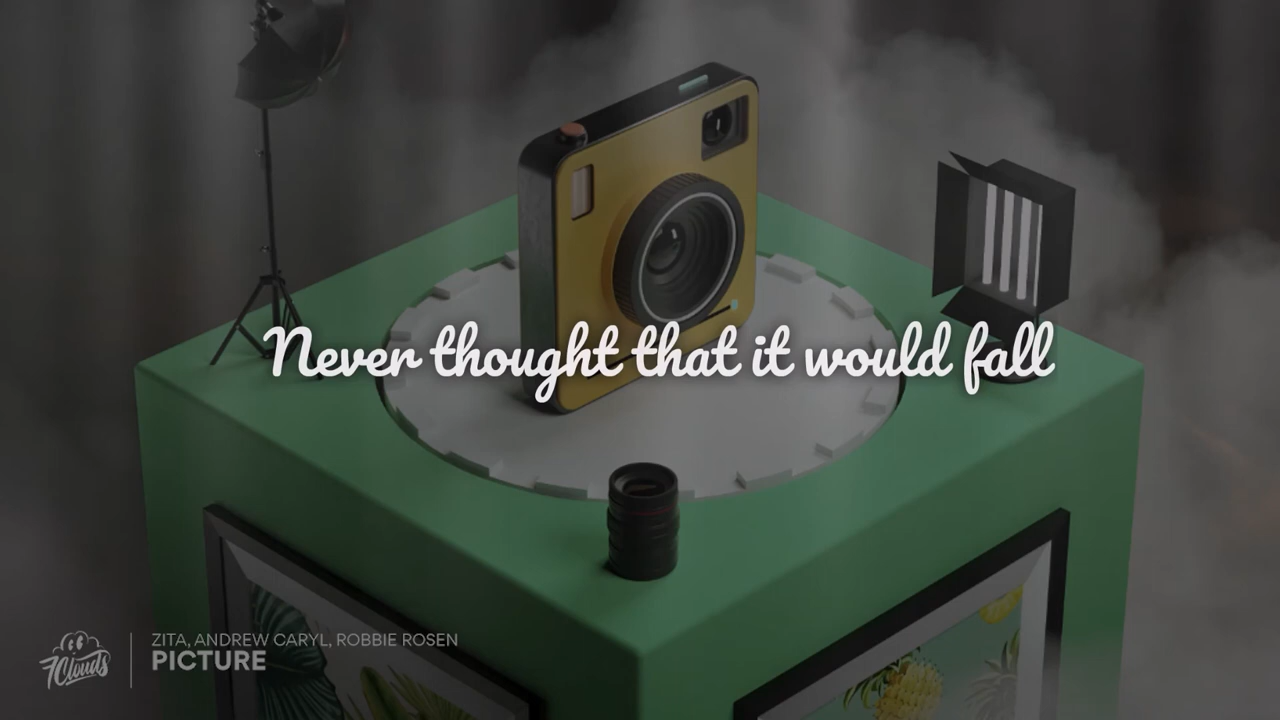 Never thought that it would fall
7Clouds
ZITA, ANDREW CARYL, ROBBIE ROSEN
PICTURE